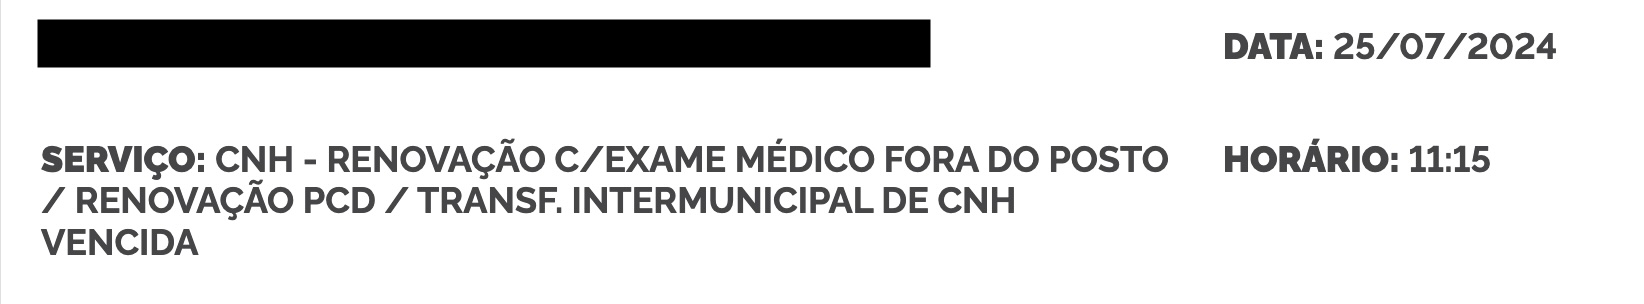 DATA: 25/07/2024
SERVIÇO: CNH - RENOVAÇÃO C/EXAME MÉDICO FORA DO POSTO
/ RENOVAÇÃO PCD / TRANSF. INTERMUNICIPAL DE CNH
VENCIDA
HORÁRIO: 11:15